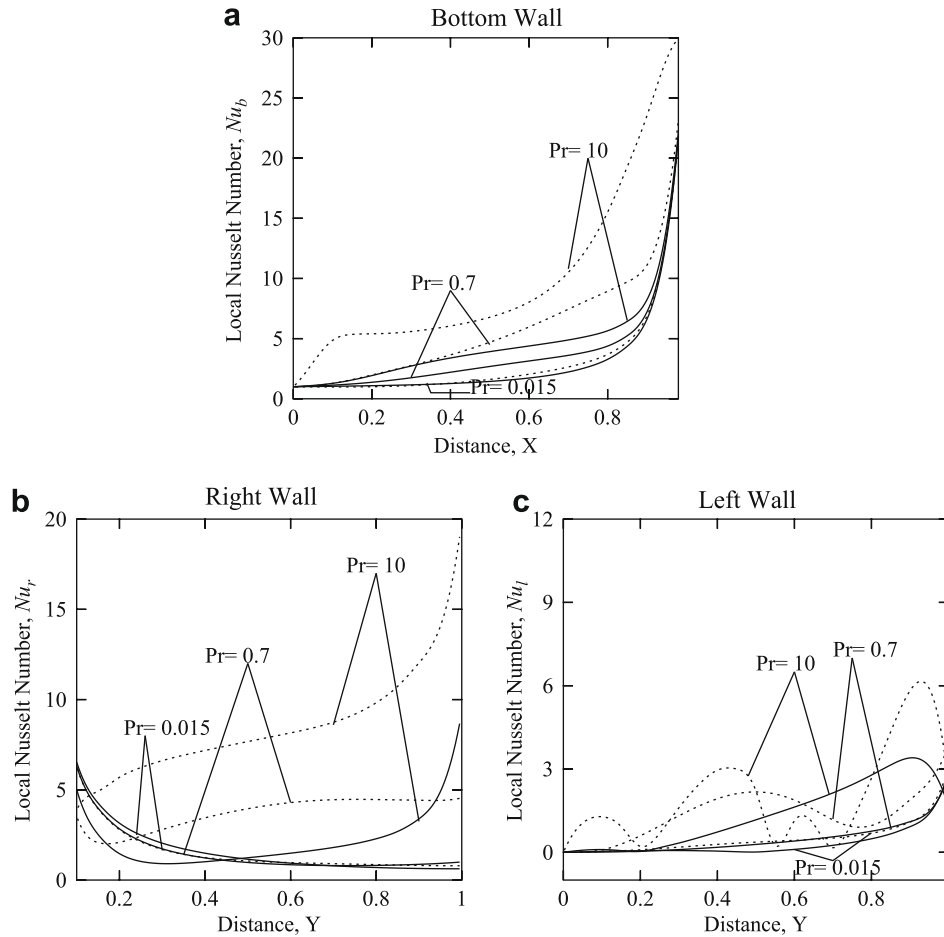 a
Bottom Wall
30
25
20
15
10
5
0
Local Nusselt Number, Nu_b
Pr= 10
Pr= 0.7
Pr= 0.015
0
0.2
0.4
0.6
0.8
Distance, X
b
Right Wall
20
15
10
5
0
Local Nusselt Number, Nu_r
Pr= 10
Pr= 0.7
Pr= 0.015
0.2
0.4
0.6
0.8
1
Distance, Y
c
Left Wall
12
9
6
3
0
Local Nusselt Number, Nu_l
Pr= 0.7
Pr= 10
Pr= 0.015
0
0.2
0.4
0.6
0.8
Distance, Y